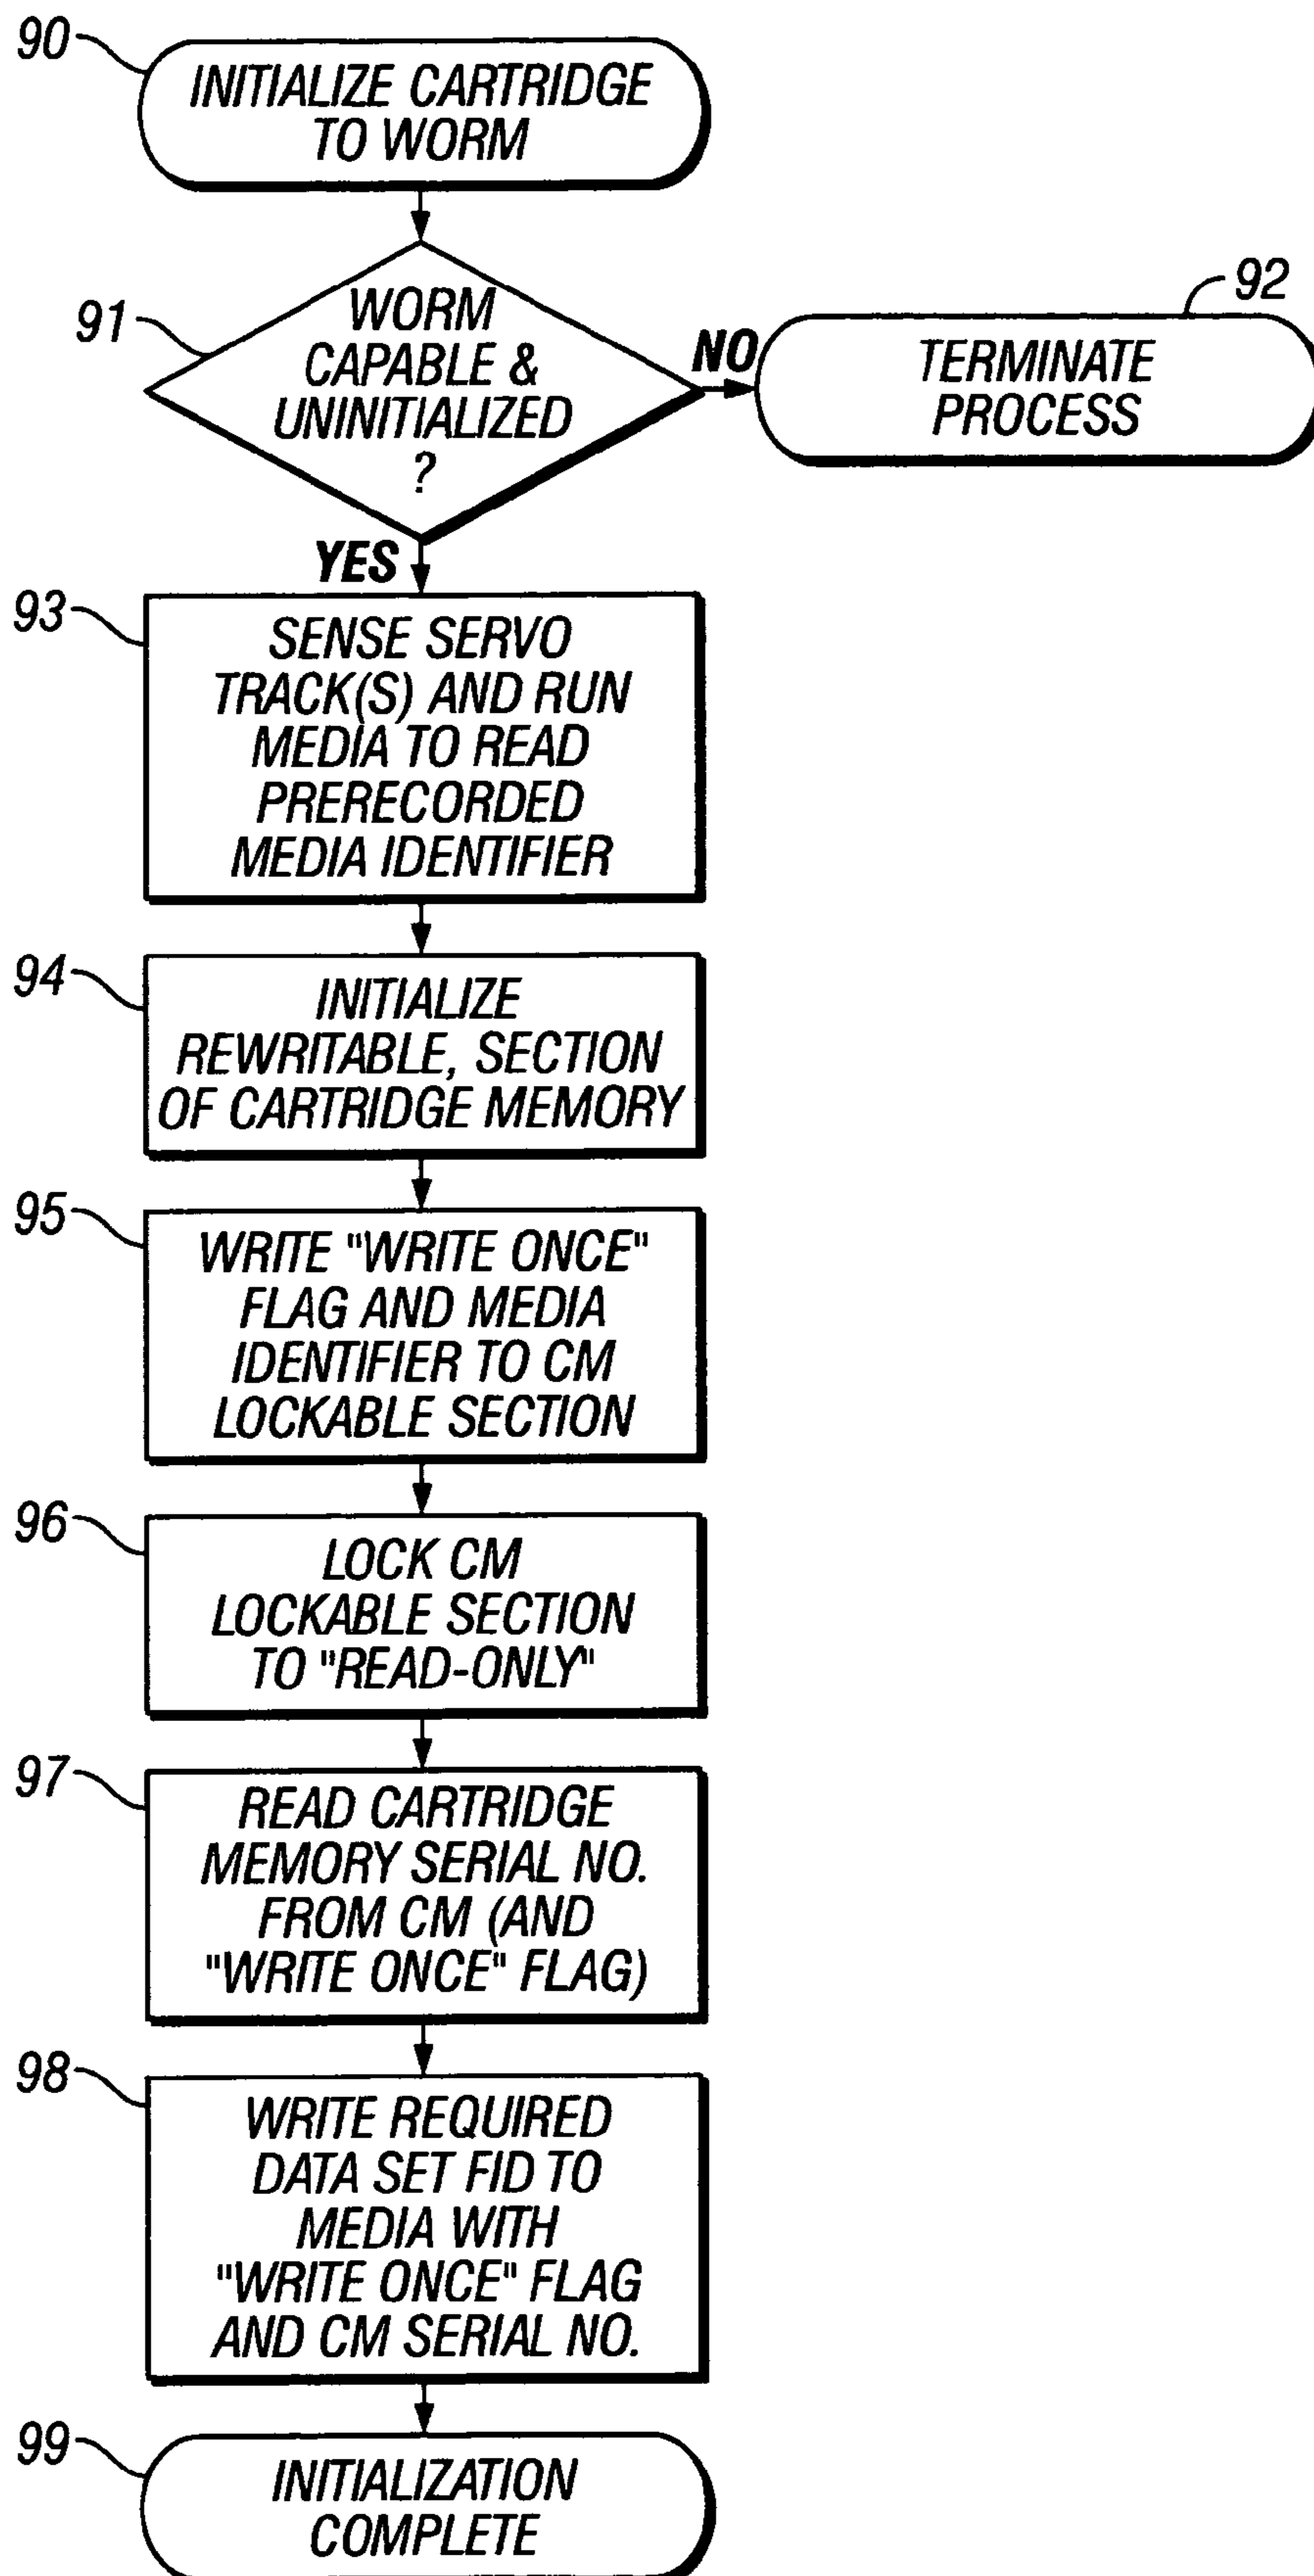 90
INITIALIZE CARTRIDGE
TO WORM
91
WORM
CAPABLE &
UNINITIALIZED
?
NO
92
TERMINATE
PROCESS
YES
93
SENSE SERVO
TRACK(S) AND RUN
MEDIA TO READ
PRERECORDED
MEDIA IDENTIFIER
94
INITIALIZE
REWRITABLE, SECTION
OF CARTRIDGE MEMORY
95
WRITE "WRITE ONCE"
FLAG AND MEDIA
IDENTIFIER TO CM
LOCKABLE SECTION
96
LOCK CM
LOCKABLE SECTION
TO "READ-ONLY"
97
READ CARTRIDGE
MEMORY SERIAL NO.
FROM CM (AND
"WRITE ONCE" FLAG)
98
WRITE REQUIRED
DATA SET FID TO
MEDIA WITH
"WRITE ONCE" FLAG
AND CM SERIAL NO.
99
INITIALIZATION
COMPLETE